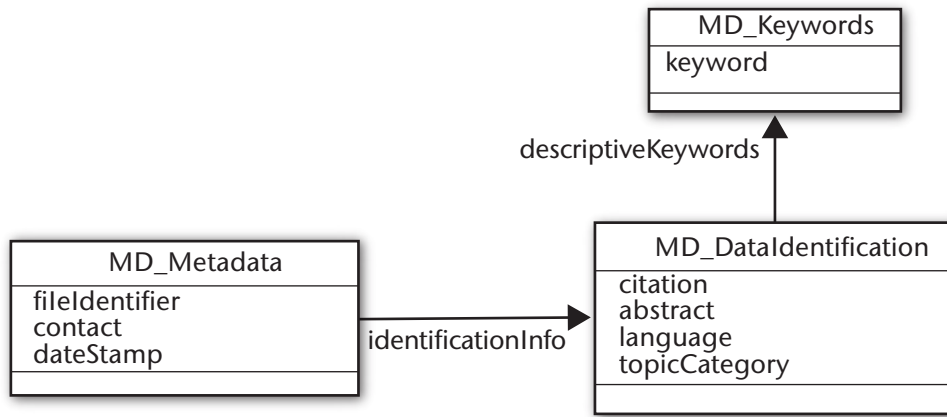 MD_Keywords
keyword
descriptiveKeywords
MD_Metadata
fileIdentifier
contact
dateStamp
identificationInfo
MD_DataIdentification
citation
abstract
language
topicCategory